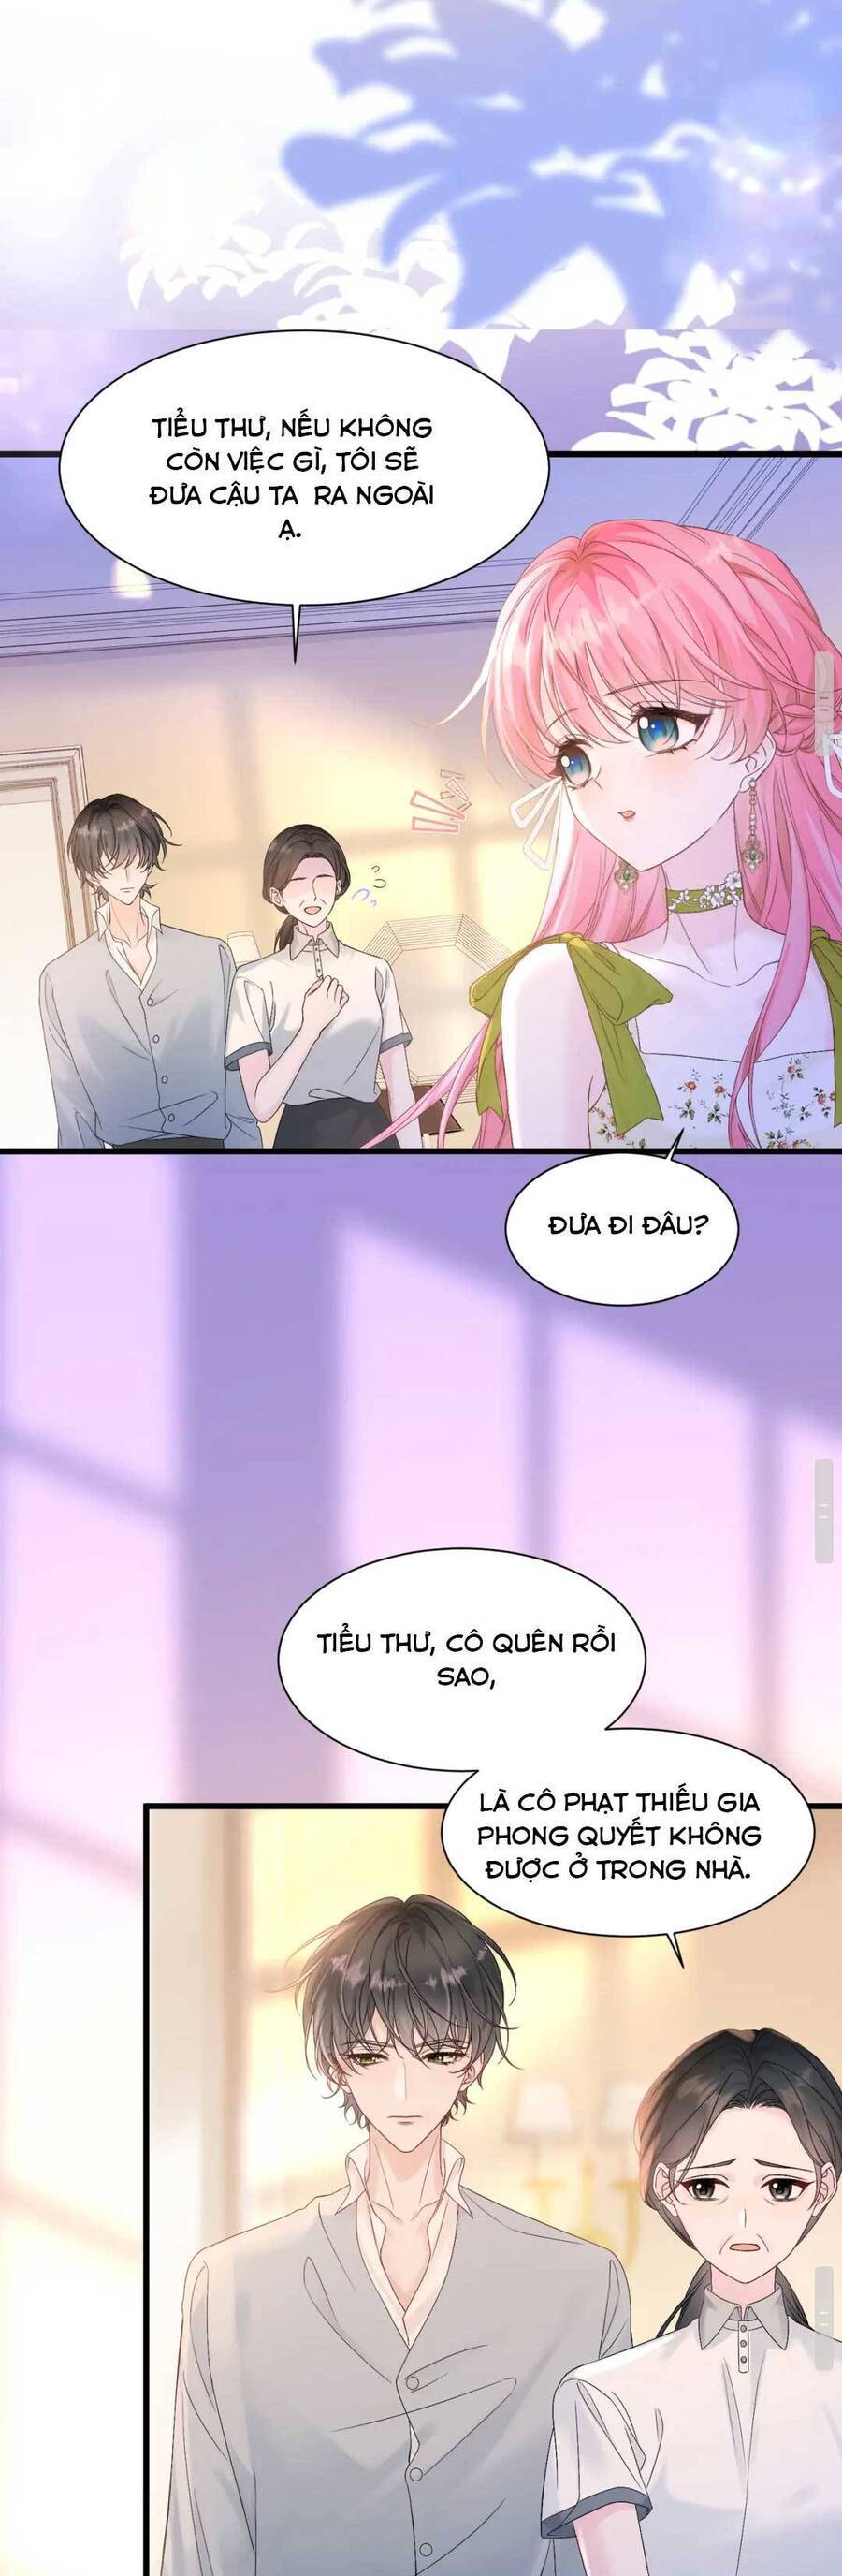 TIỂU THƯ, NẾU KHÔNG
CÒN VIỆC GÌ, TÔI SẼ
ĐƯA CẬU TA RA NGOÀI
Ạ.
ĐƯA ĐI ĐÂU?
TIỂU THƯ, CÔ QUÊN RỒI
SAO,
LÀ CÔ PHẠT THIẾU GIA
PHONG QUYẾT KHÔNG
ĐƯỢC Ở TRONG NHÀ.